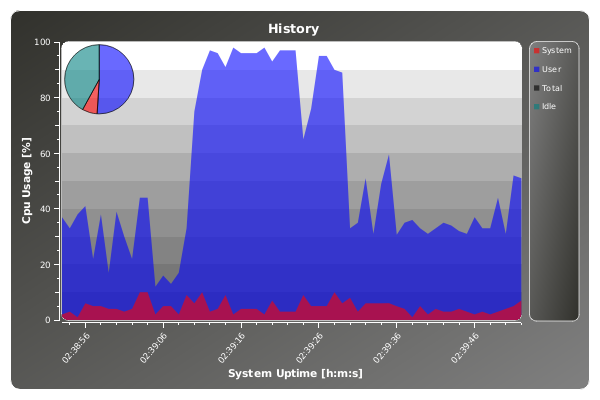 History
System
User
Total
Idle
Cpu Usage [%]
100
80
60
40
20
0
02:38:56
02:39:06
02:39:16
02:39:26
02:39:36
02:39:46
System Uptime [h:m:s]